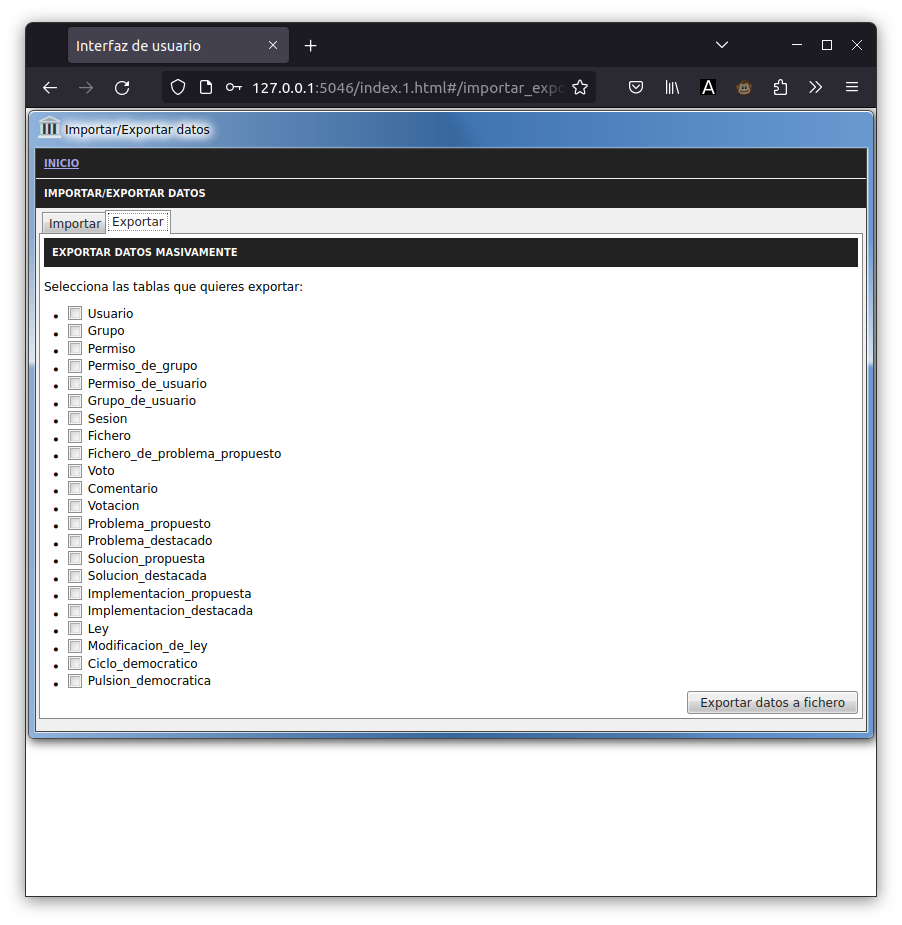 Interfaz de usuario
127.0.0.1:5046/index.1.html#/importar_expo
Importar/Exportar datos
INICIO
IMPORTAR/EXPORTAR DATOS
Importar Exportar
EXPORTAR DATOS MASIVAMENTE
Selecciona las tablas que quieres exportar:
Usuario
Grupo
Permiso
Permiso_de_grupo
Permiso_de_usuario
Grupo_de_usuario
Sesion
Fichero
Fichero_de_problema_propuesto
Voto
Comentario
Votacion
Problema_propuesto
Problema_destacado
Solucion_propuesta
Solucion_destacada
Implementacion_propuesta
Implementacion_destacada
Ley
Modificacion_de_ley
Ciclo_democratico
Pulsion_democratica
Exportar datos a fichero